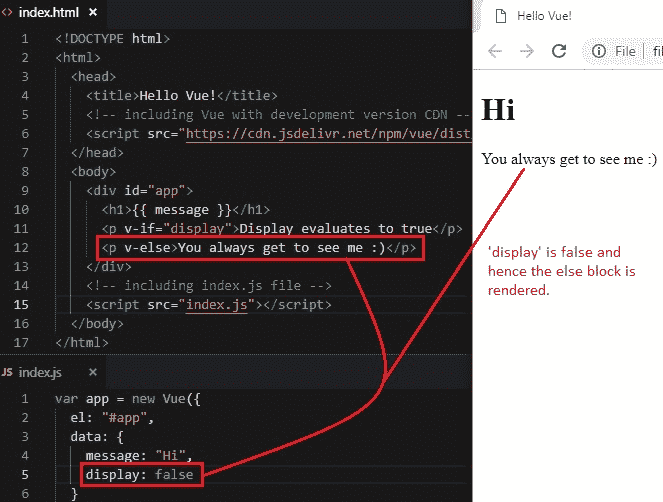 index.html ×
1 <!DOCTYPE html>
2 <html>
3 <head>
4 <title>Hello Vue!</title>
5 <!-- including Vue with development version CDN --
6 <script src="https://cdn.jsdelivr.net/npm/vue/dist
7 </head>
8 <body>
9 <div id="app">
10 <h1>{{ message }}</h1>
11 <p v-if="display">Display evaluates to true</p>
12 <p v-else>You always get to see me :)</p>
13 </div>
14 <!-- including index.js file -->
15 <script src="index.js"></script>
16 </body>
17 </html>
JS index.js ×
1 var app = new Vue({
2 el: "#app",
3 data: {
4 message: "Hi",
5 display: false
6 }
Hello Vue!
File fil
Hi
You always get to see me :)
'display' is false and
hence the else block is
rendered.